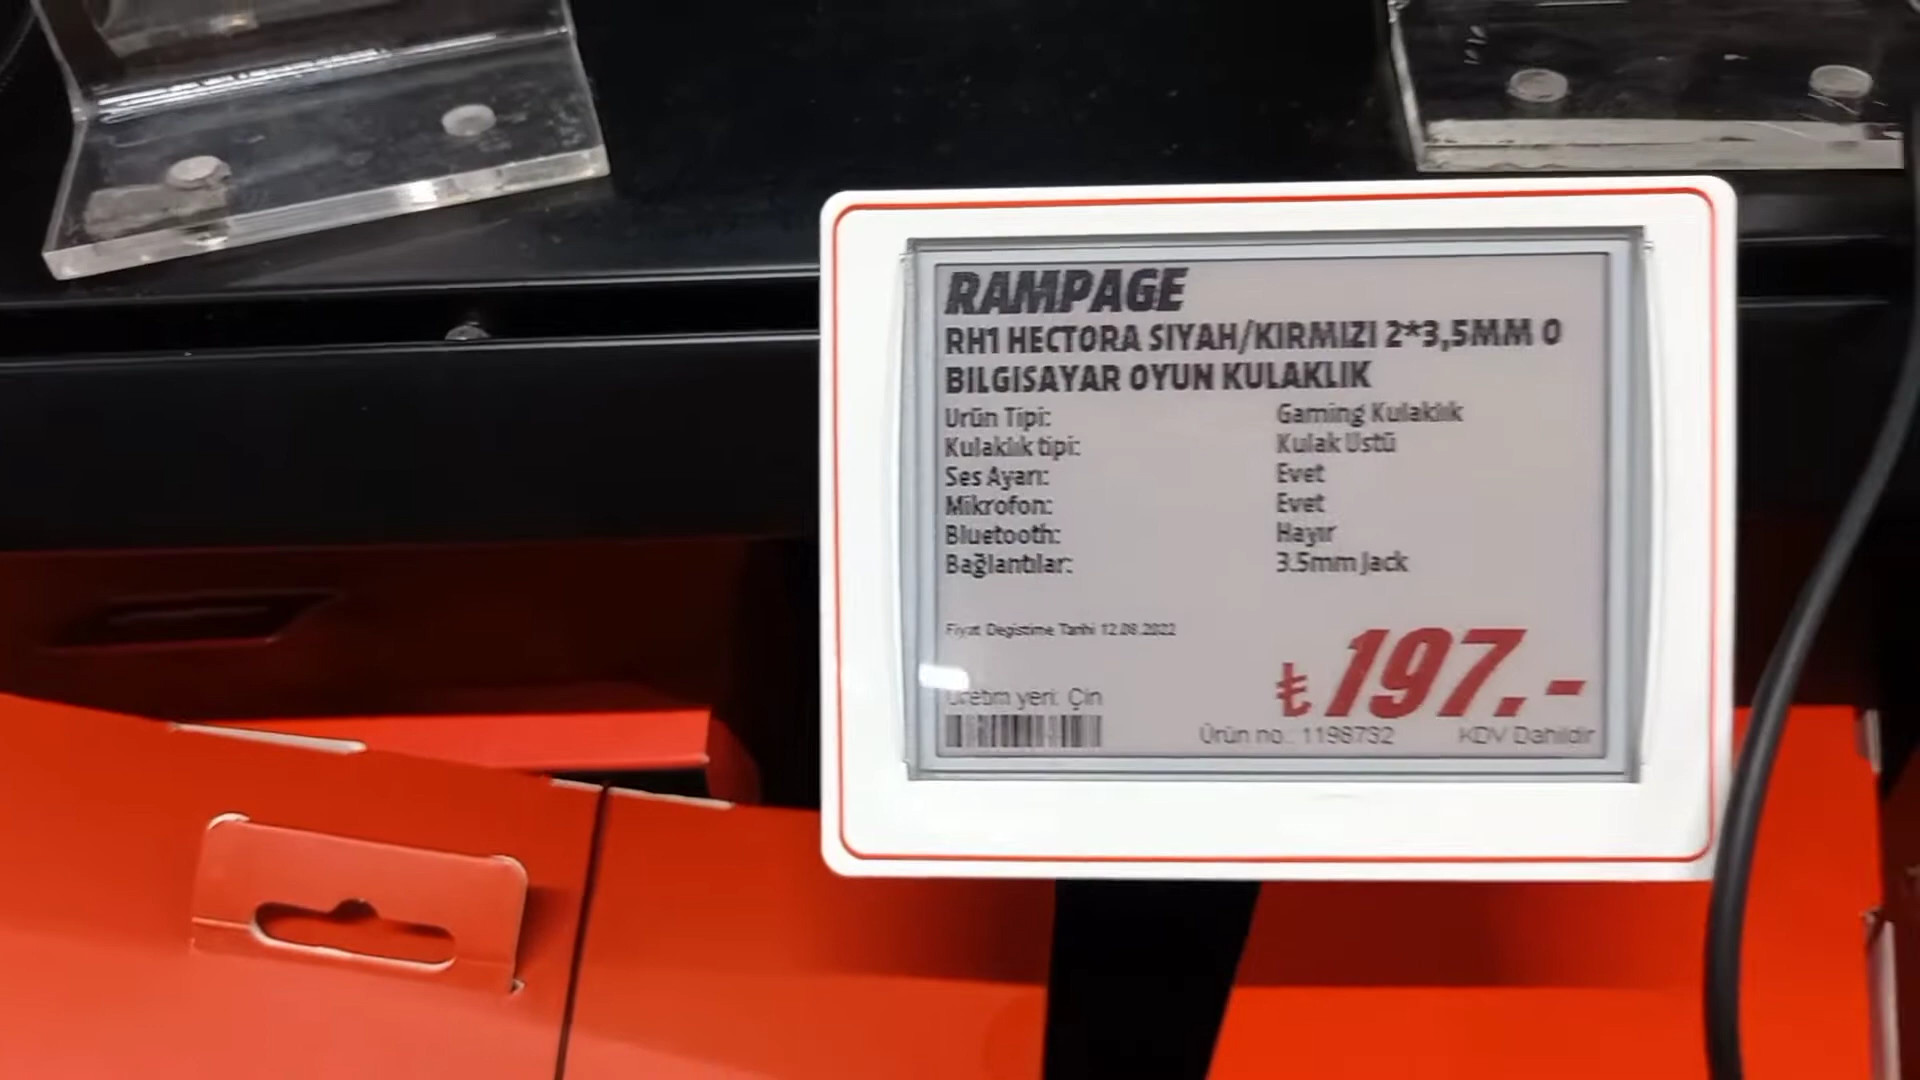 RAMPAGE
RH1 HECTORA SIYAH/KIRMIZI 2*3,5MM O
BILGISAYAR OYUN KULAKLIK
Ürün Tipi: Gaming Kulaklık
Kulaklık tipi: Kulak Üstü
Ses Ayarı: Evet
Mikrofon: Evet
Bluetooth: Hayır
Bağlantılar: 3.5mm Jack
Fiyat Degistime Tarihi 12.08.2022
₺197.-
Üretim yeri: Çin
Ürün no.: 1198732 KDV Dahildir